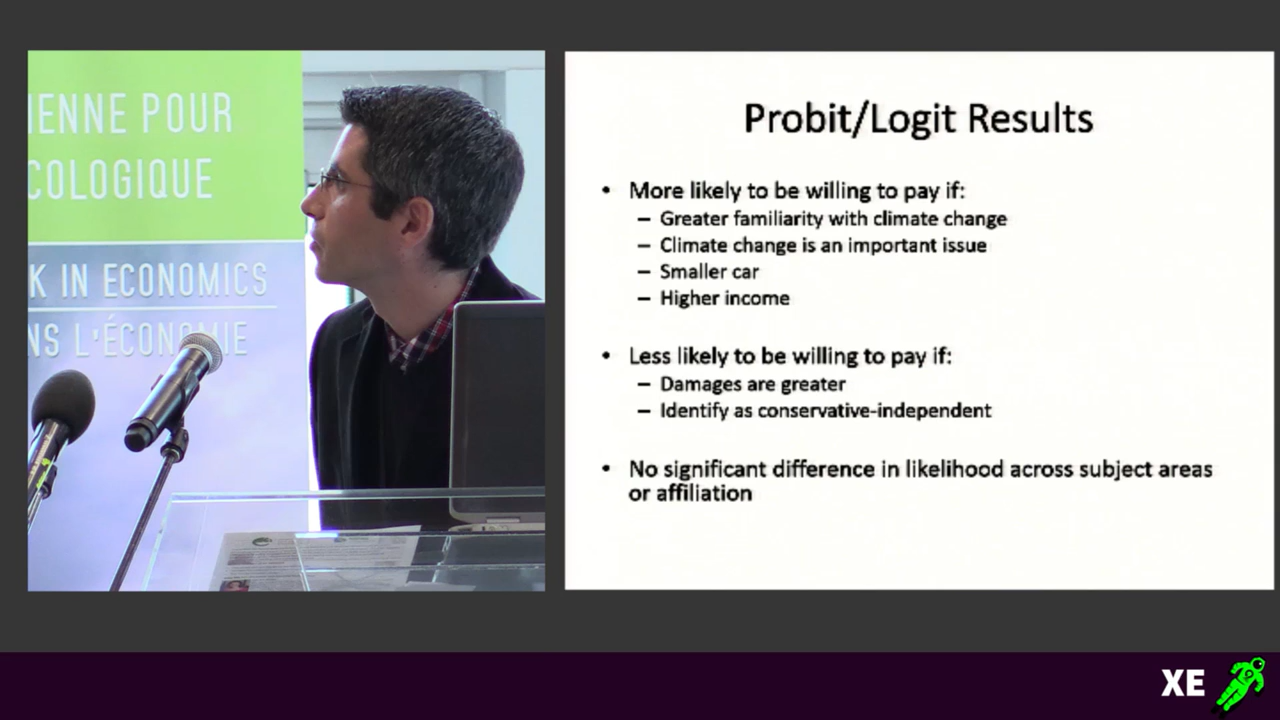 IENNE POUR
COLOGIQUE
K IN ECONOMICS
NS L'ÉCONOMIE
Probit/Logit Results
• More likely to be willing to pay if:
– Greater familiarity with climate change
– Climate change is an important issue
– Smaller car
– Higher income
• Less likely to be willing to pay if:
– Damages are greater
– Identify as conservative-independent
• No significant difference in likelihood across subject areas
or affiliation
XE